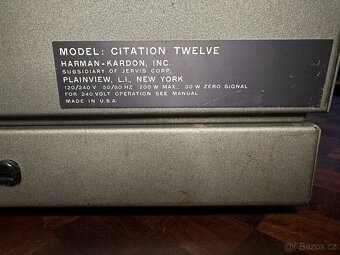 MODEL: CITATION TWELVE
HARMAN-KARDON, INC.
SUBSIDIARY OF JERVIS CORP.
PLAINVIEW, L.I., NEW YORK
120/240 V 50/60 HZ 200 W MAX., 30 W ZERO SIGNAL
FOR 240 VOLT OPERATION SEE MANUAL
MADE IN U.S.A.
Bazoš.cz